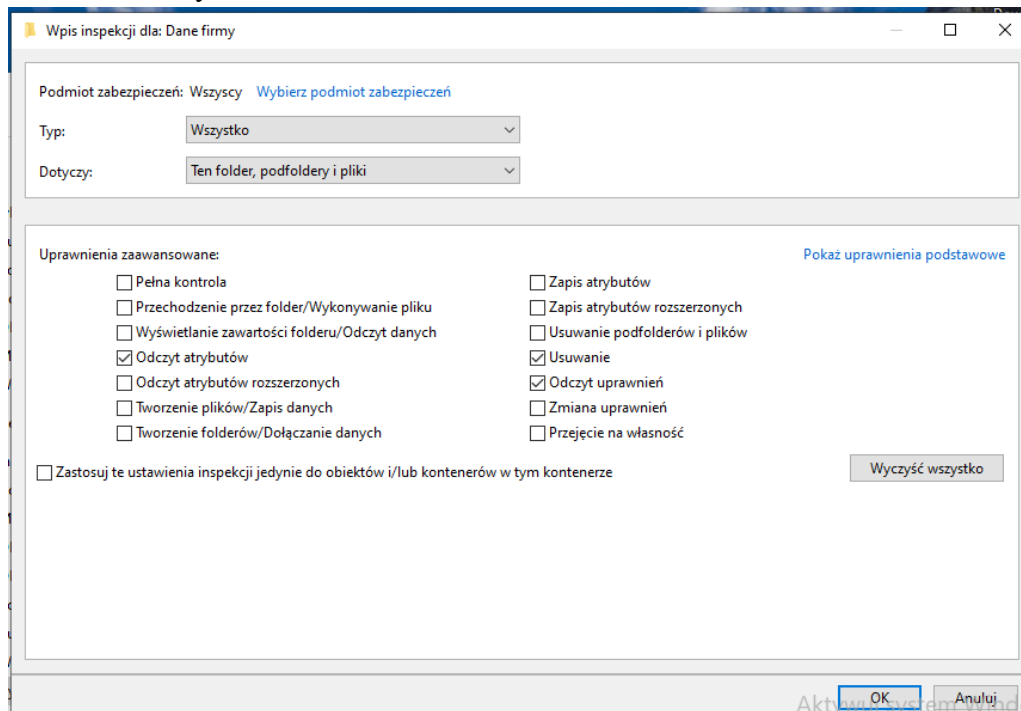 Wpis inspekcji dla: Dane firmy
Podmiot zabezpieczeń: Wszyscy Wybierz podmiot zabezpieczeń
Typ: Wszystko
Dotyczy: Ten folder, podfoldery i pliki
Uprawnienia zaawansowane: Pokaż uprawnienia podstawowe
Pełna kontrola
Przechodzenie przez folder/Wykonywanie pliku
Wyświetlanie zawartości folderu/Odczyt danych
Odczyt atrybutów
Odczyt atrybutów rozszerzonych
Tworzenie plików/Zapis danych
Tworzenie folderów/Dołączanie danych
Zapis atrybutów
Zapis atrybutów rozszerzonych
Usuwanie podfolderów i plików
Usuwanie
Odczyt uprawnień
Zmiana uprawnień
Przejęcie na własność
Zastosuj te ustawienia inspekcji jedynie do obiektów i/lub kontenerów w tym kontenerze
Wyczyść wszystko
OK Anuluj